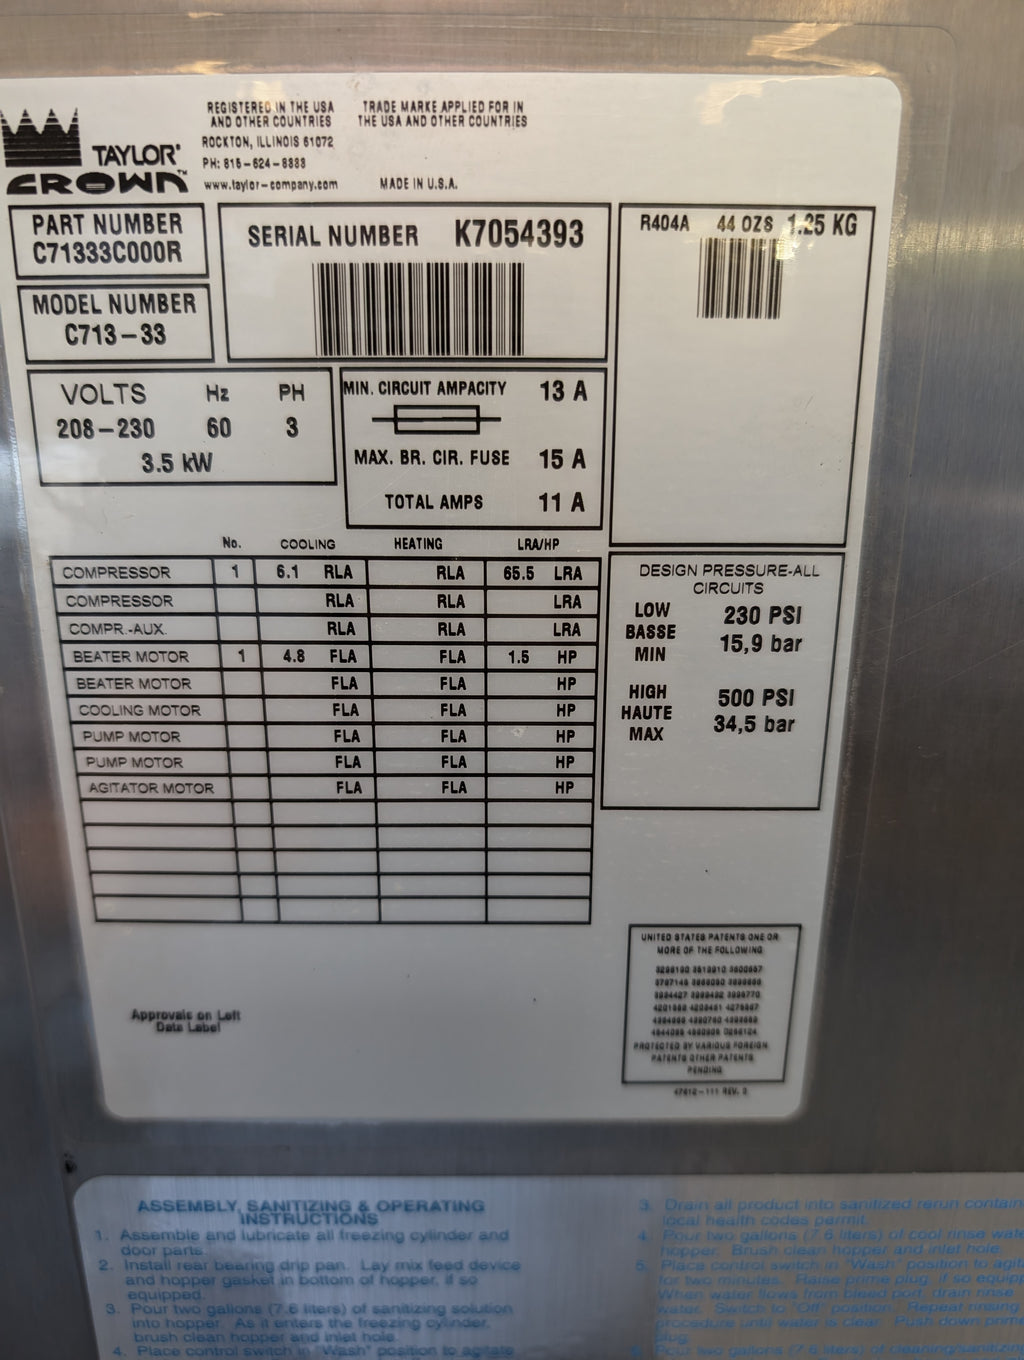 TAYLOR®
CROWN™
REGISTERED IN THE USA
AND OTHER COUNTRIES
TRADE MARKE APPLIED FOR IN
THE USA AND OTHER COUNTRIES
ROCKTON, ILLINOIS 61072
PH: 815-624-8333
www.taylor-company.com MADE IN U.S.A.
PART NUMBER
C71333C000R
MODEL NUMBER
C713-33
SERIAL NUMBER K7054393
R404A 44 OZS 1.25 KG
VOLTS Hz PH
208-230 60 3
3.5 kW
MIN. CIRCUIT AMPACITY 13 A
MAX. BR. CIR. FUSE 15 A
TOTAL AMPS 11 A
No. COOLING HEATING LRA/HP
COMPRESSOR 1 6.1 RLA RLA 65.5 LRA
COMPRESSOR RLA RLA LRA
COMPR.-AUX. RLA RLA LRA
BEATER MOTOR 1 4.8 FLA FLA 1.5 HP
BEATER MOTOR FLA FLA HP
COOLING MOTOR FLA FLA HP
PUMP MOTOR FLA FLA HP
PUMP MOTOR FLA FLA HP
AGITATOR MOTOR FLA FLA HP
DESIGN PRESSURE-ALL
CIRCUITS
LOW
BASSE
MIN
230 PSI
15,9 bar
HIGH
HAUTE
MAX
500 PSI
34,5 bar
UNITED STATES PATENTS ONE OR
MORE OF THE FOLLOWING
PROTECTED BY VARIOUS FOREIGN
PATENTS OTHER PATENTS
PENDING
Approvals on Left
Data Label
ASSEMBLY, SANITIZING & OPERATING
INSTRUCTIONS
1. Assemble and lubricate all freezing cylinder and
door parts.
2. Install rear bearing drip pan. Lay mix feed device
and hopper gasket in bottom of hopper, if so
equipped.
3. Pour two gallons (7.6 liters) of sanitizing solution
into hopper. As it enters the freezing cylinder,
brush clean hopper and inlet hole.
4. Place control switch in "Wash" position to agitate
3. Drain all product into sanitized rerun contain
local health codes permit.
4. Pour two gallons (7.6 liters) of cool rinse wate
hopper. Brush clean hopper and inlet hole.
5. Place control switch in "Wash" position to agita
for two minutes. Raise prime plug, if so equipp
When water flows from bleed port, drain rinse
water. Switch to "Off" position. Repeat rinsing
procedure until water is clear. Push down prime
plug.
Pour two gallons (7.6 liters) of cleaning/sanitizing